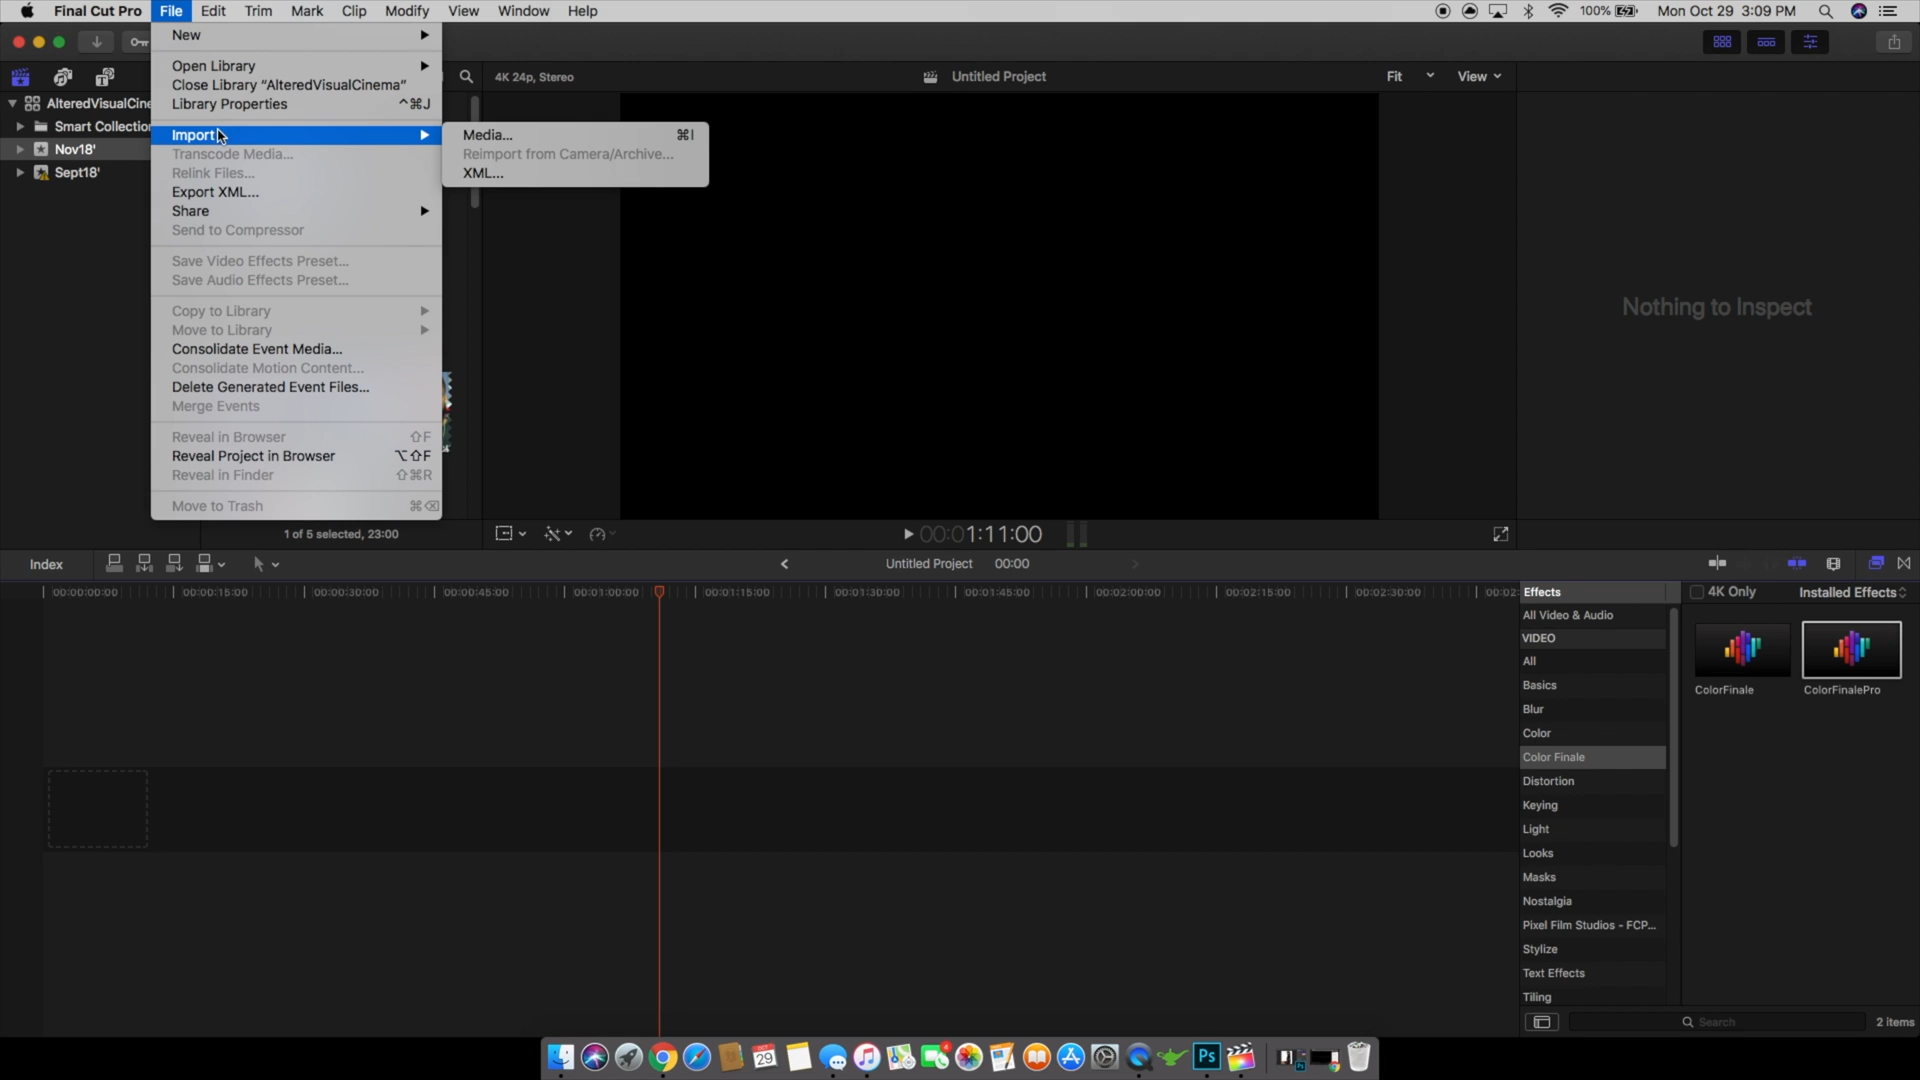 Final Cut Pro File Edit Trim Mark Clip Modify View Window Help 100% Mon Oct 29 3:09 PM
New
Open Library
Close Library “AlteredVisualCinema”
Library Properties ^⌘J
Import
Transcode Media...
Relink Files...
Export XML...
Share
Send to Compressor
Save Video Effects Preset...
Save Audio Effects Preset...
Copy to Library
Move to Library
Consolidate Event Media...
Consolidate Motion Content...
Delete Generated Event Files...
Merge Events
Reveal in Browser ⇧F
Reveal Project in Browser ⌥⇧F
Reveal in Finder ⇧⌘R
Move to Trash ⌘⌫
Media... ⌘I
Reimport from Camera/Archive...
XML...
AlteredVisualCine
Smart Collection
Nov18'
Sept18'
4K 24p, Stereo Untitled Project Fit View
Nothing to Inspect
1 of 5 selected, 23:00
00:01:11:00
Index Untitled Project 00:00
00:00:00:00 00:00:15:00 00:00:30:00 00:00:45:00 00:01:00:00 00:01:15:00 00:01:30:00 00:01:45:00 00:02:00:00 00:02:15:00 00:02:30:00 00:02:
Effects
All Video & Audio
VIDEO
All
Basics
Blur
Color
Color Finale
Distortion
Keying
Light
Looks
Masks
Nostalgia
Pixel Film Studios - FCP...
Stylize
Text Effects
Tiling
4K Only Installed Effects
ColorFinale ColorFinalePro
Search 2 items
OCT
29
Ps